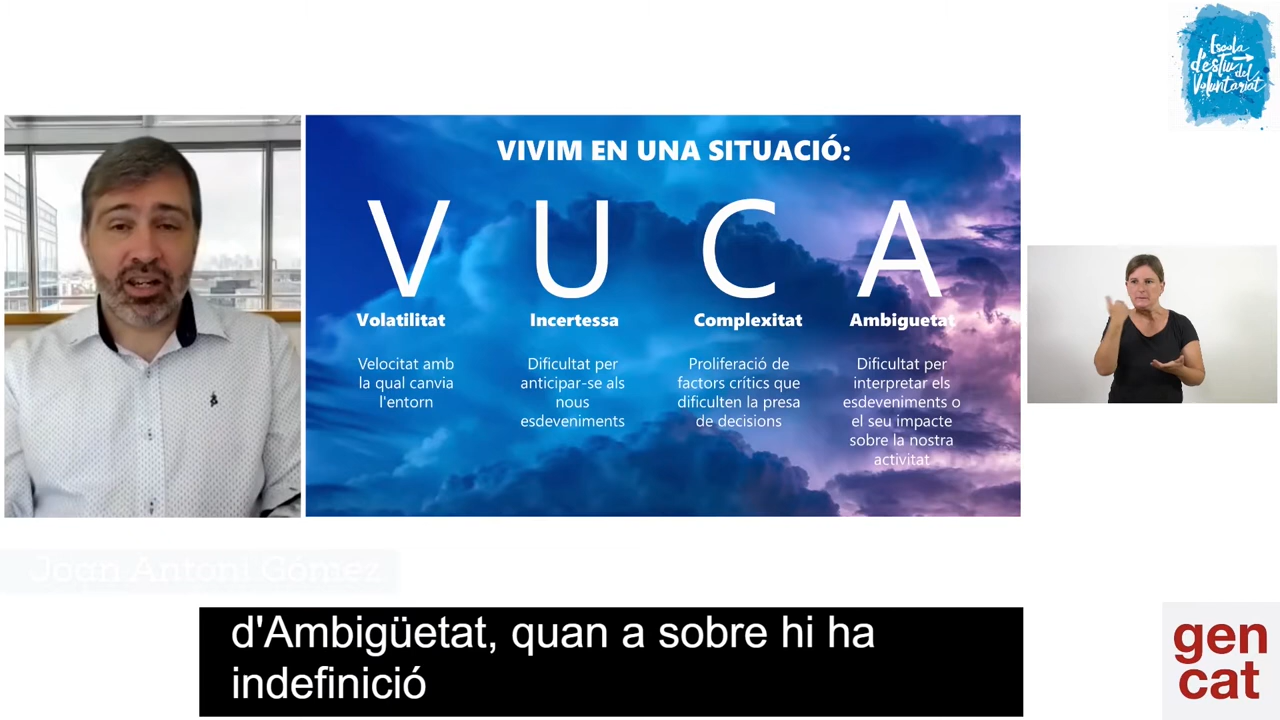 Escola
d'estiu del
Voluntariat
VIVIM EN UNA SITUACIÓ:
V U C A
Volatilitat
Velocitat amb
la qual canvia
l'entorn
Incertessa
Dificultat per
anticipar-se als
nous
esdeveniments
Complexitat
Proliferació de
factors crítics que
dificulten la presa
de decisions
Ambiguetat
Dificultat per
interpretar els
esdeveniments o
el seu impacte
sobre la nostra
activitat
Joan Antoni Gómez
d'Ambigüetat, quan a sobre hi ha
indefinició
gen
cat